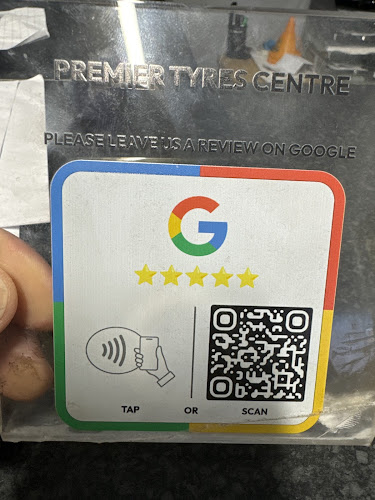 PREMIER TYRES CENTRE
PLEASE LEAVE US A REVIEW ON GOOGLE
G
TAP OR SCAN